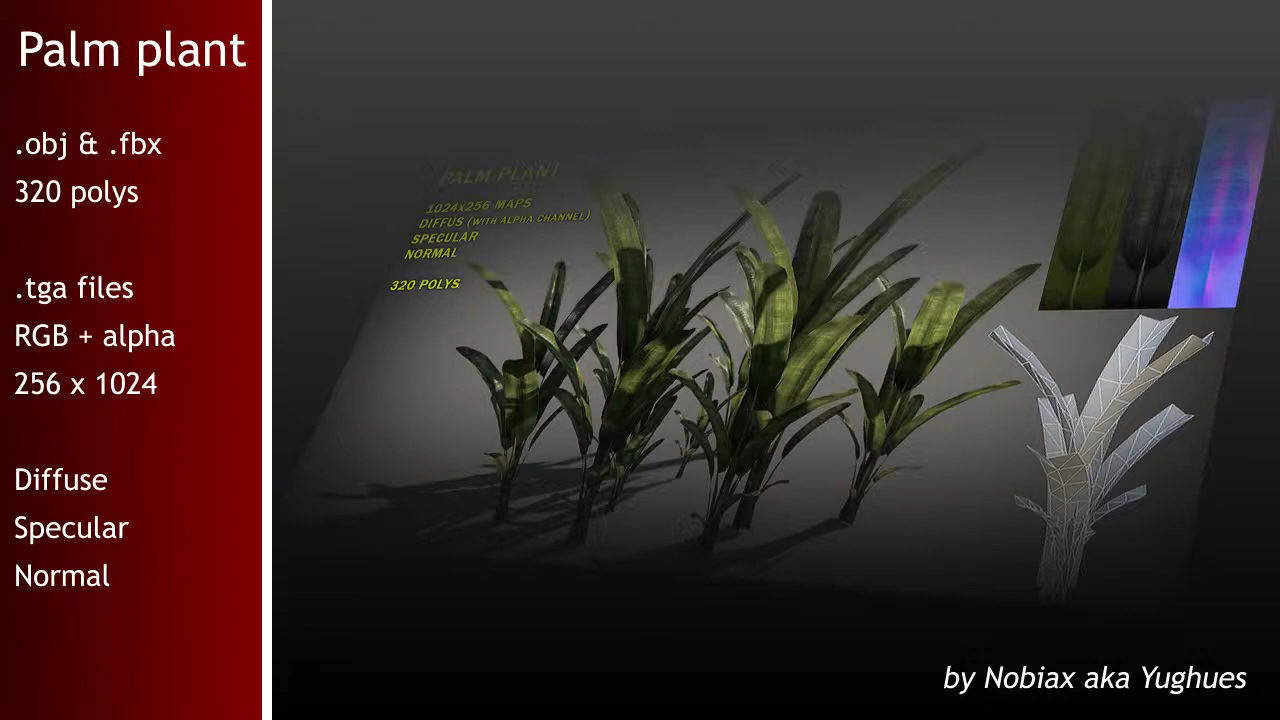 Palm plant
.obj & .fbx
320 polys
.tga files
RGB + alpha
256 x 1024
Diffuse
Specular
Normal
PALM PLANT
1024x256 MAPS
DIFFUS (WITH ALPHA CHANNEL)
SPECULAR
NORMAL
320 POLYS
by Nobiax aka Yughues